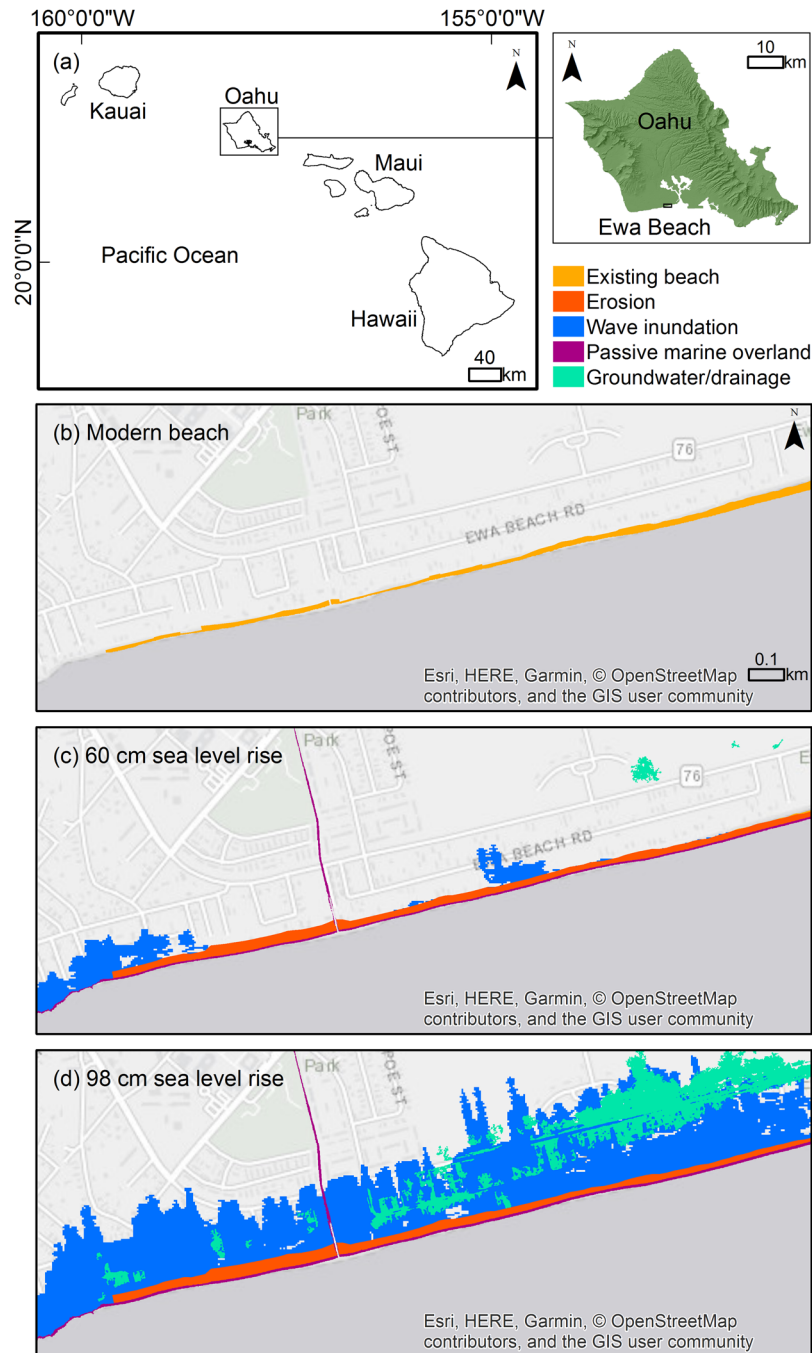 160°0'0"W
155°0'0"W
(a)
N
Kauai
Oahu
Maui
Pacific Ocean
20°0'0"N
Hawaii
40
km
N
10
km
Oahu
Ewa Beach
Existing beach
Erosion
Wave inundation
Passive marine overland
Groundwater/drainage
(b) Modern beach
Park
POE ST
N
76
EWA BEACH RD
Esri, HERE, Garmin, © OpenStreetMap
contributors, and the GIS user community
0.1
km
(c) 60 cm sea level rise
Park
POE ST
76
E
BEACH RD
Esri, HERE, Garmin, © OpenStreetMap
contributors, and the GIS user community
(d) 98 cm sea level rise
Park
POE ST
Esri, HERE, Garmin, © OpenStreetMap
contributors, and the GIS user community